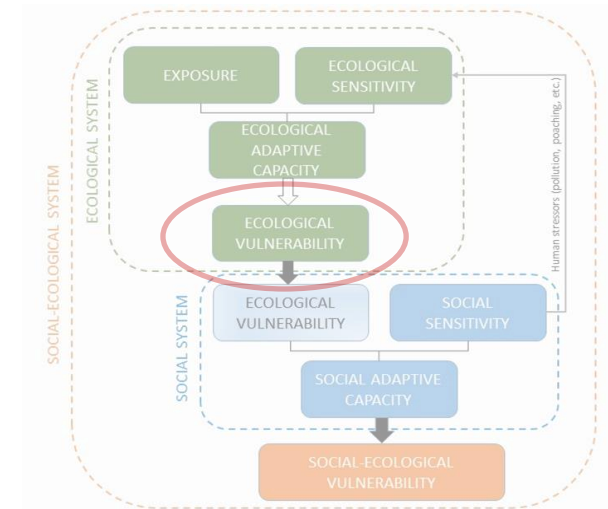 EXPOSURE
ECOLOGICAL
SENSITIVITY
ECOLOGICAL
ADAPTIVE
CAPACITY
ECOLOGICAL
VULNERABILITY
ECOLOGICAL SYSTEM
Human stressors (pollution, poaching, etc.)
SOCIAL-ECOLOGICAL SYSTEM
ECOLOGICAL
VULNERABILITY
SOCIAL
SENSITIVITY
SOCIAL SYSTEM
SOCIAL ADAPTIVE
CAPACITY
SOCIAL-ECOLOGICAL
VULNERABILITY